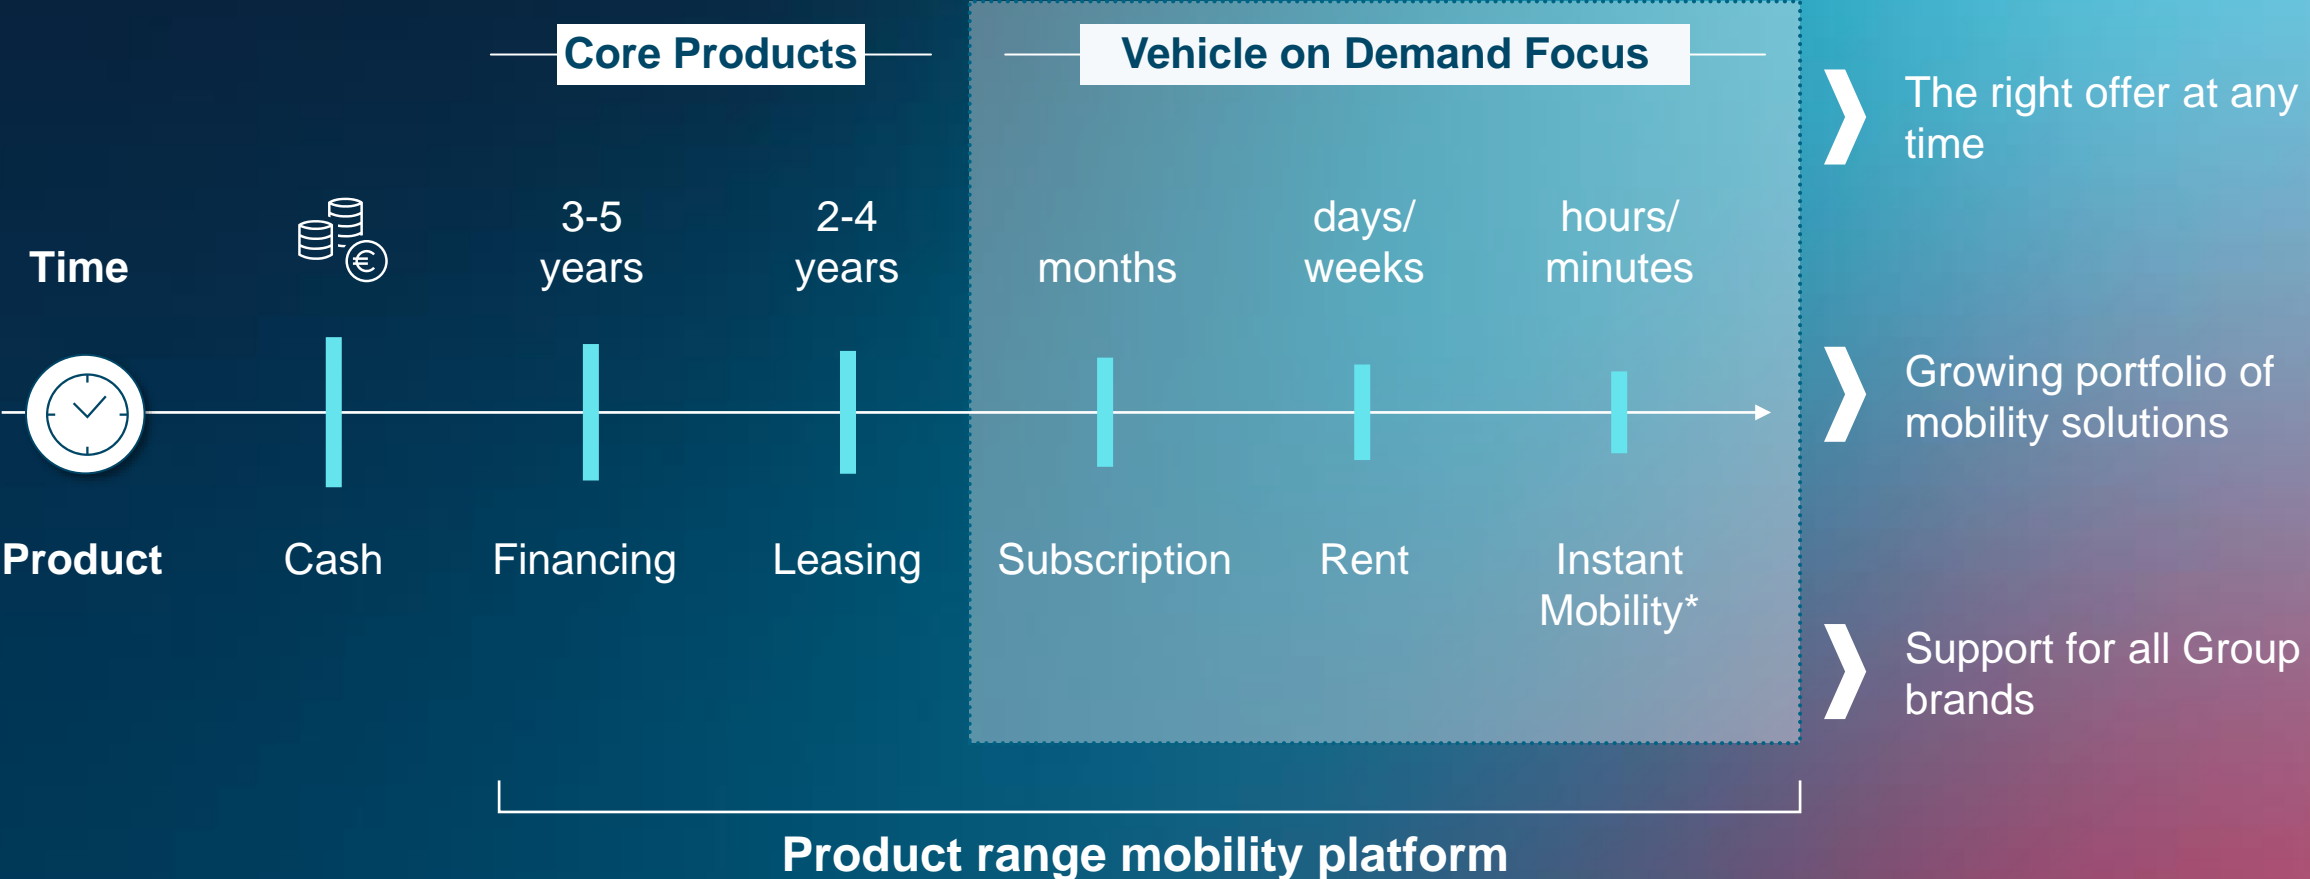 Core Products
Vehicle on Demand Focus
Time
€
3-5
years
2-4
years
months
days/
weeks
hours/
minutes
Product
Cash
Financing
Leasing
Subscription
Rent
Instant
Mobility*
Product range mobility platform
The right offer at any
time
Growing portfolio of
mobility solutions
Support for all Group
brands